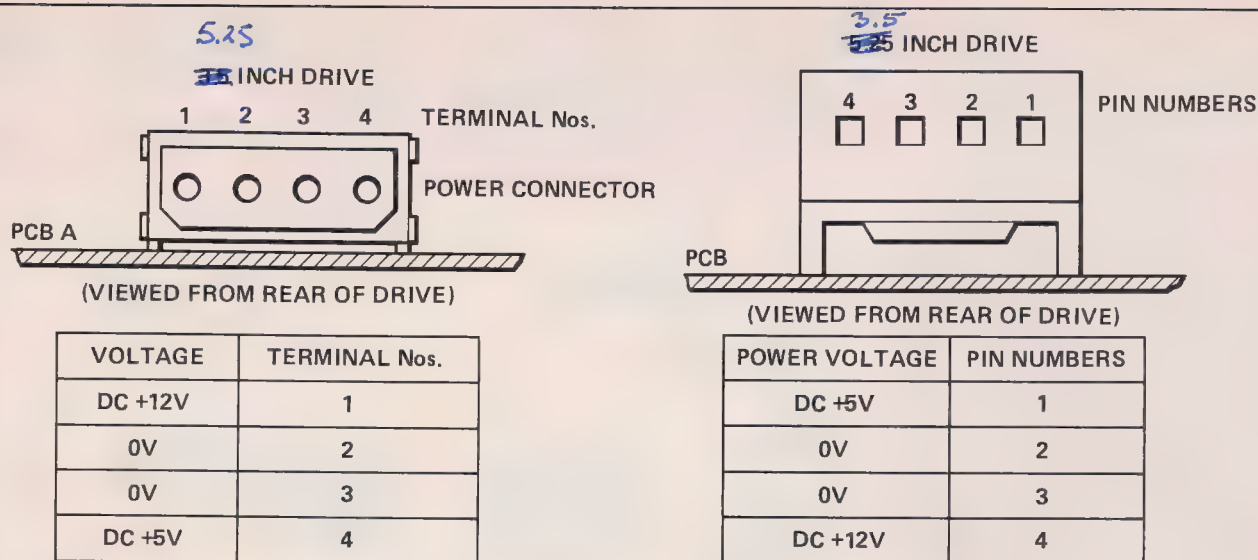 5.25
3.5 INCH DRIVE
1 2 3 4 TERMINAL Nos.
POWER CONNECTOR
PCB A
(VIEWED FROM REAR OF DRIVE)
VOLTAGE TERMINAL Nos.
DC +12V 1
0V 2
0V 3
DC +5V 4
3.5
5.25 INCH DRIVE
4 3 2 1 PIN NUMBERS
PCB
(VIEWED FROM REAR OF DRIVE)
POWER VOLTAGE PIN NUMBERS
DC +5V 1
0V 2
0V 3
DC +12V 4